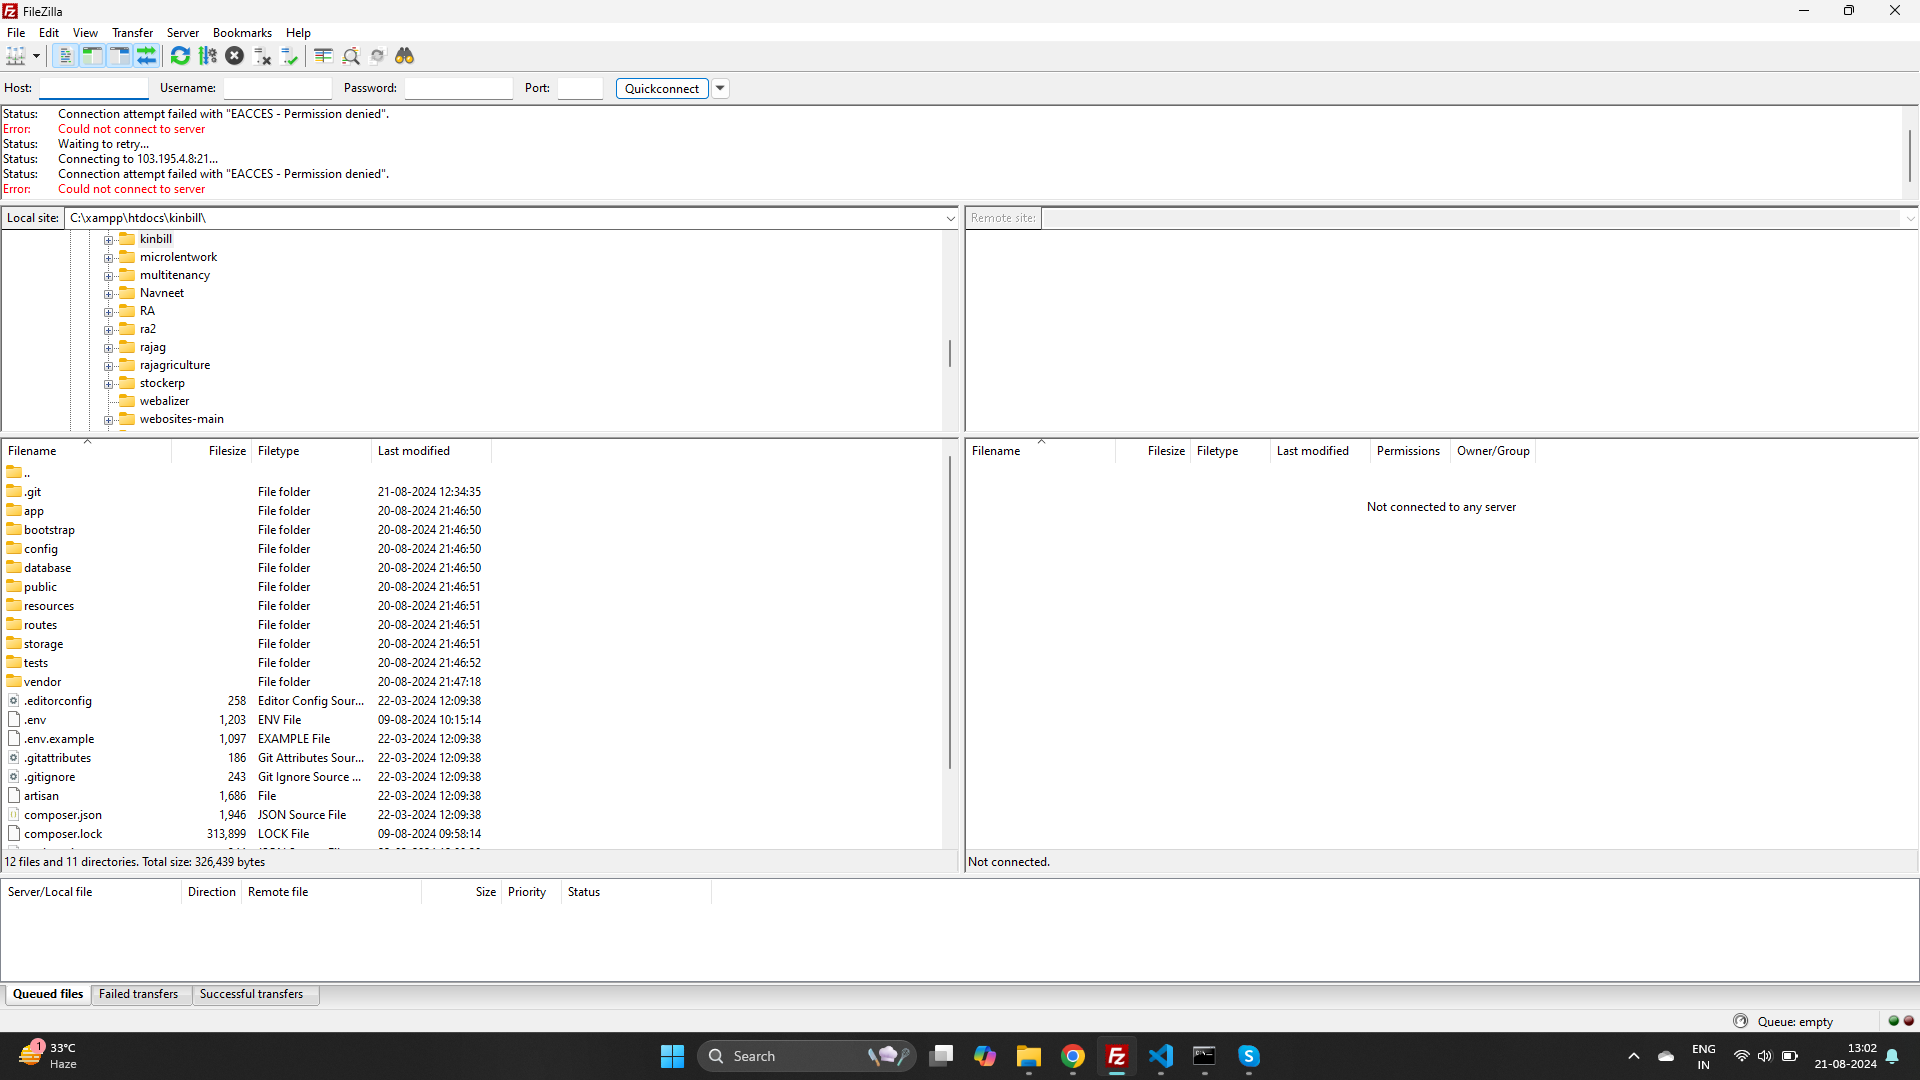 FileZilla
File Edit View Transfer Server Bookmarks Help
Host: Username: Password: Port: Quickconnect
Status: Connection attempt failed with "EACCES - Permission denied".
Error: Could not connect to server
Status: Waiting to retry...
Status: Connecting to 103.195.4.8:21...
Status: Connection attempt failed with "EACCES - Permission denied".
Error: Could not connect to server
Local site: C:\xampp\htdocs\kinbill\
kinbill
microlentwork
multitenancy
Navneet
RA
ra2
rajag
rajagriculture
stockerp
webalizer
webosites-main
Remote site:
Filename Filesize Filetype Last modified
..
.git File folder 21-08-2024 12:34:35
app File folder 20-08-2024 21:46:50
bootstrap File folder 20-08-2024 21:46:50
config File folder 20-08-2024 21:46:50
database File folder 20-08-2024 21:46:50
public File folder 20-08-2024 21:46:51
resources File folder 20-08-2024 21:46:51
routes File folder 20-08-2024 21:46:51
storage File folder 20-08-2024 21:46:51
tests File folder 20-08-2024 21:46:52
vendor File folder 20-08-2024 21:47:18
.editorconfig 258 Editor Config Sour... 22-03-2024 12:09:38
.env 1,203 ENV File 09-08-2024 10:15:14
.env.example 1,097 EXAMPLE File 22-03-2024 12:09:38
.gitattributes 186 Git Attributes Sour... 22-03-2024 12:09:38
.gitignore 243 Git Ignore Source ... 22-03-2024 12:09:38
artisan 1,686 File 22-03-2024 12:09:38
composer.json 1,946 JSON Source File 22-03-2024 12:09:38
composer.lock 313,899 LOCK File 09-08-2024 09:58:14
12 files and 11 directories. Total size: 326,439 bytes
Filename Filesize Filetype Last modified Permissions Owner/Group
Not connected to any server
Not connected.
Server/Local file Direction Remote file Size Priority Status
Queued files Failed transfers Successful transfers
Queue: empty
1
33°C
Haze
Search
ENG
IN
13:02
21-08-2024